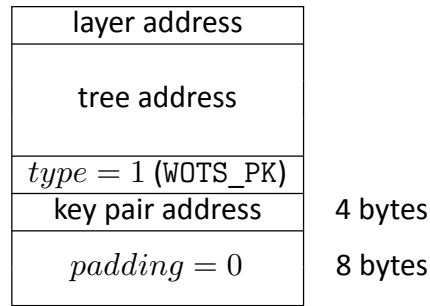 layer address
tree address
type = 1 (WOTS_PK)
key pair address 4 bytes
padding = 0 8 bytes